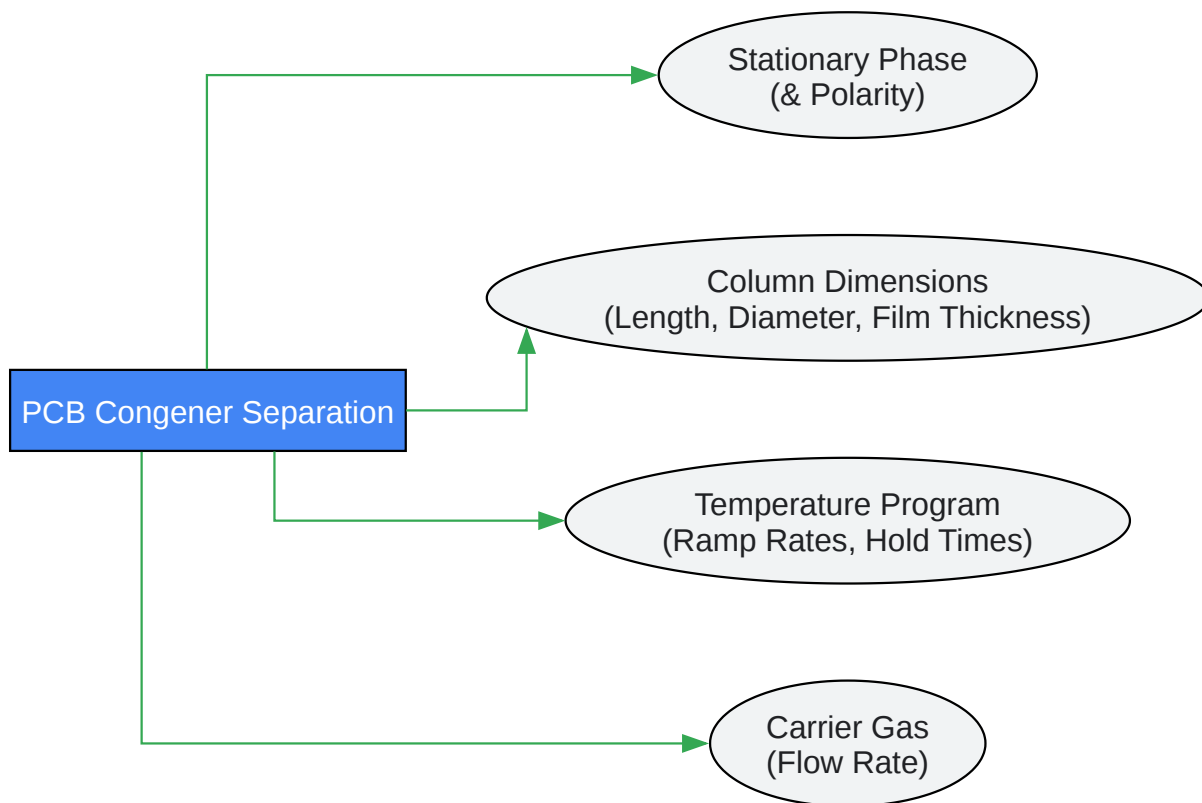 Stationary Phase
(& Polarity)
Column Dimensions
(Length, Diameter, Film Thickness)
PCB Congener Separation
Temperature Program
(Ramp Rates, Hold Times)
Carrier Gas
(Flow Rate)